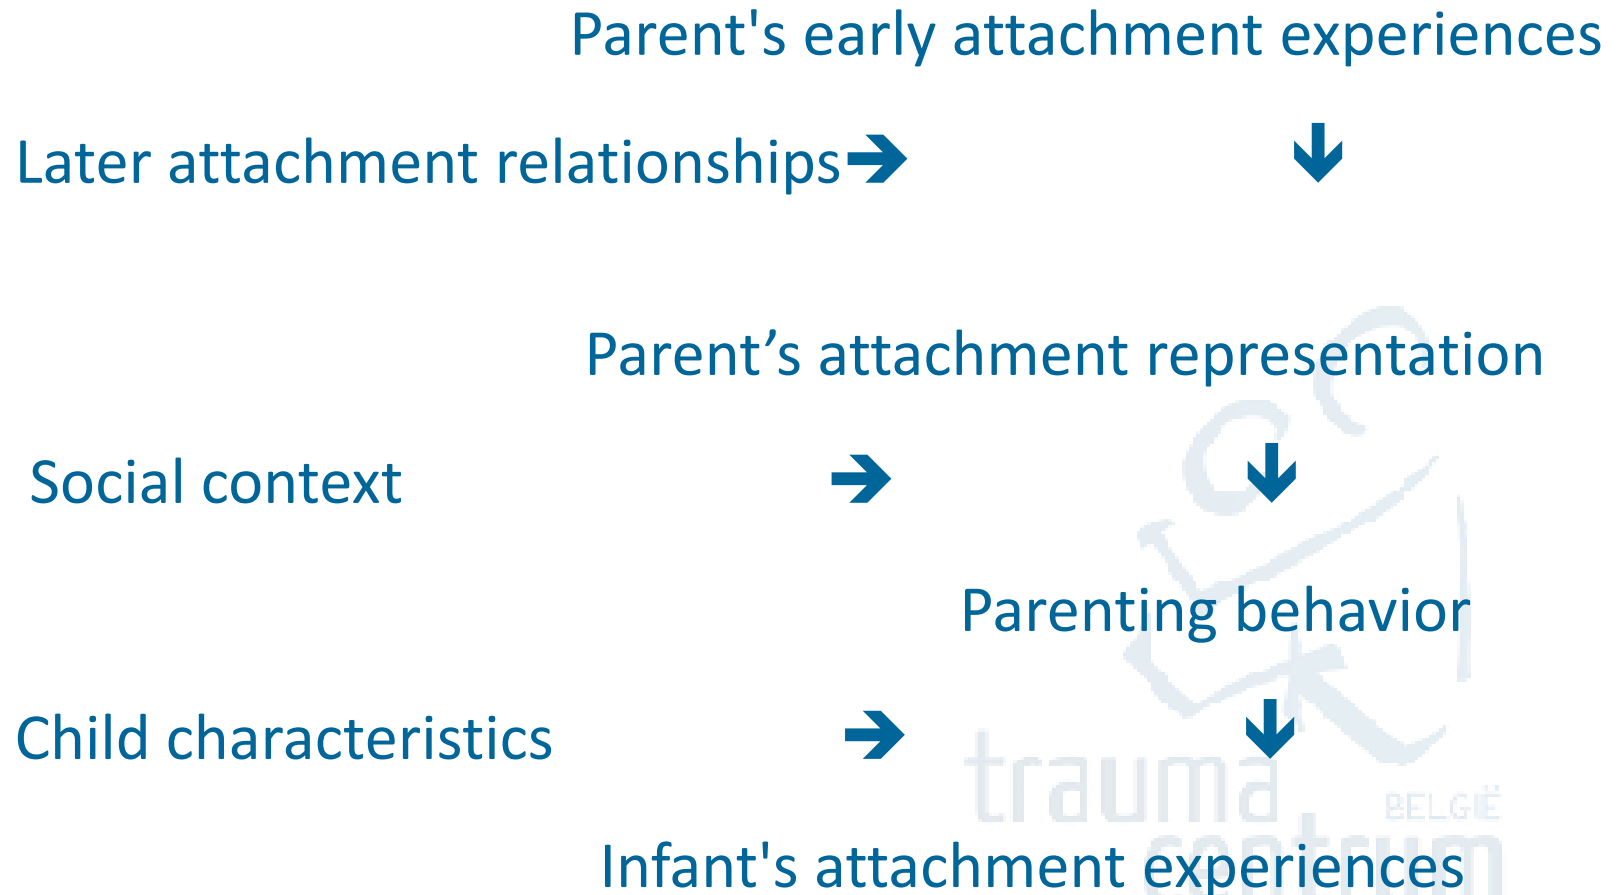 Parent's early attachment experiences
Later attachment relationships➔ 🡫
Parent’s attachment representation
Social context ➔ 🡫
Parenting behavior
Child characteristics ➔ 🡫
trauma
BELGIË
centrum
Infant's attachment experiences